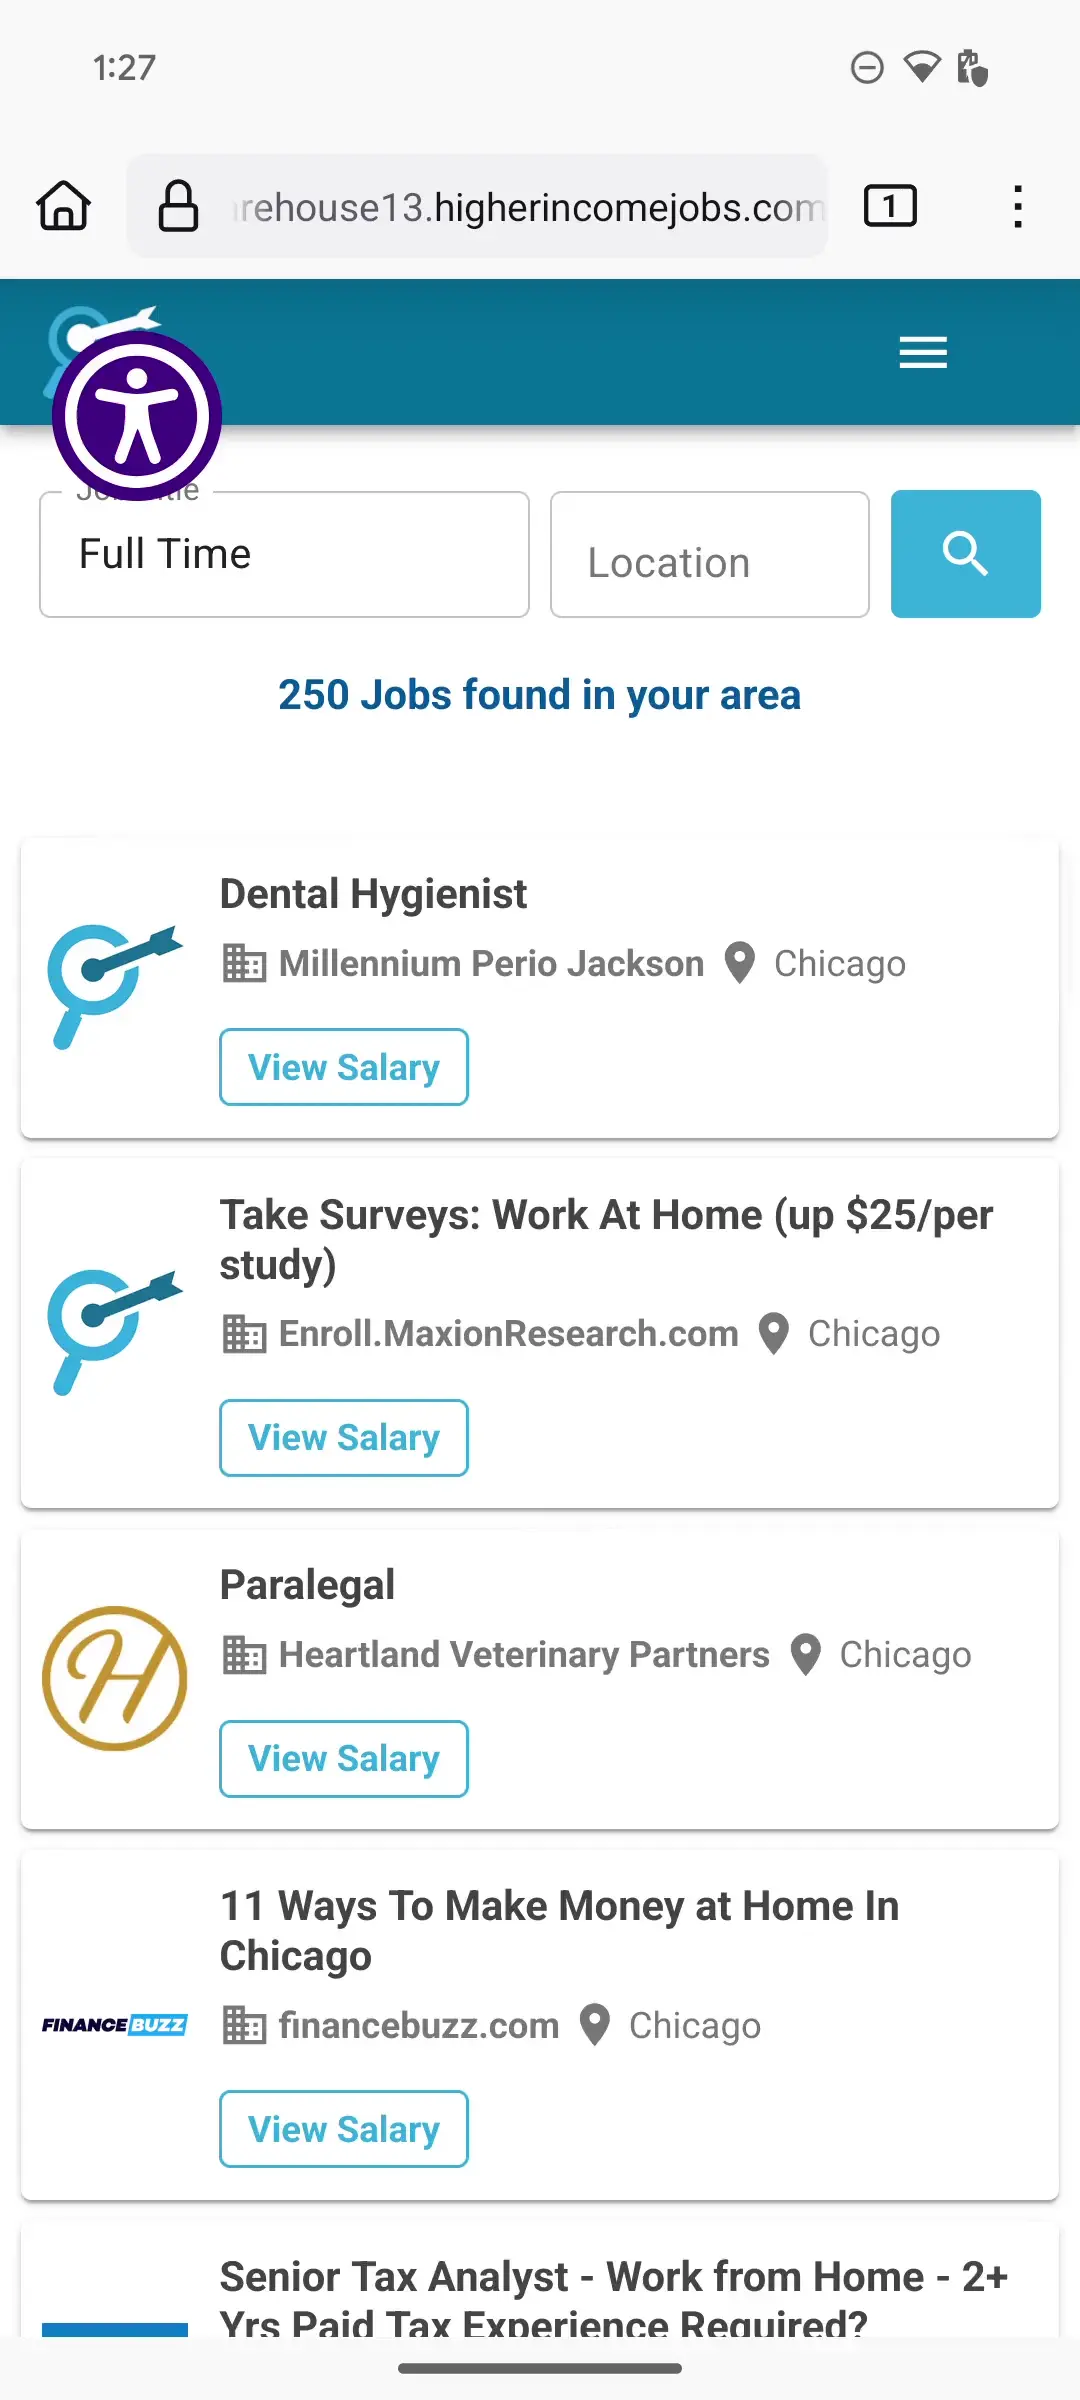 1:27
rehouse13.higherincomejobs.com
1
Full Time
Location
250 Jobs found in your area
Dental Hygienist
Millennium Perio Jackson Chicago
View Salary
Take Surveys: Work At Home (up $25/per
study)
Enroll.MaxionResearch.com Chicago
View Salary
Paralegal
H
Heartland Veterinary Partners Chicago
View Salary
11 Ways To Make Money at Home In
Chicago
FINANCEBUZZ
financebuzz.com Chicago
View Salary
Senior Tax Analyst - Work from Home - 2+
Yrs Paid Tax Experience Required?